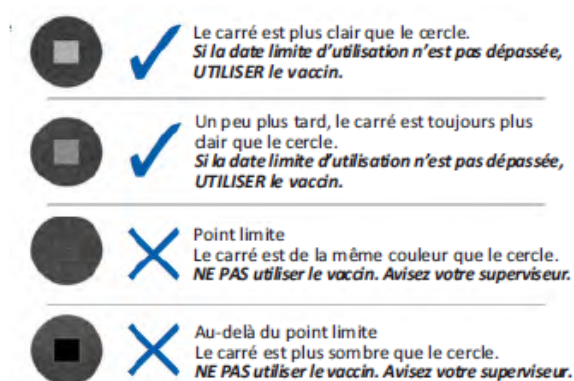 Le carré est plus clair que le cercle.
Si la date limite d'utilisation n'est pas dépassée,
UTILISER le vaccin.
Un peu plus tard, le carré est toujours plus
clair que le cercle.
Si la date limite d'utilisation n'est pas dépassée,
UTILISER le vaccin.
Point limite
Le carré est de la même couleur que le cercle.
NE PAS utiliser le vaccin. Avisez votre superviseur.
Au-delà du point limite
Le carré est plus sombre que le cercle.
NE PAS utiliser le vaccin. Avisez votre superviseur.